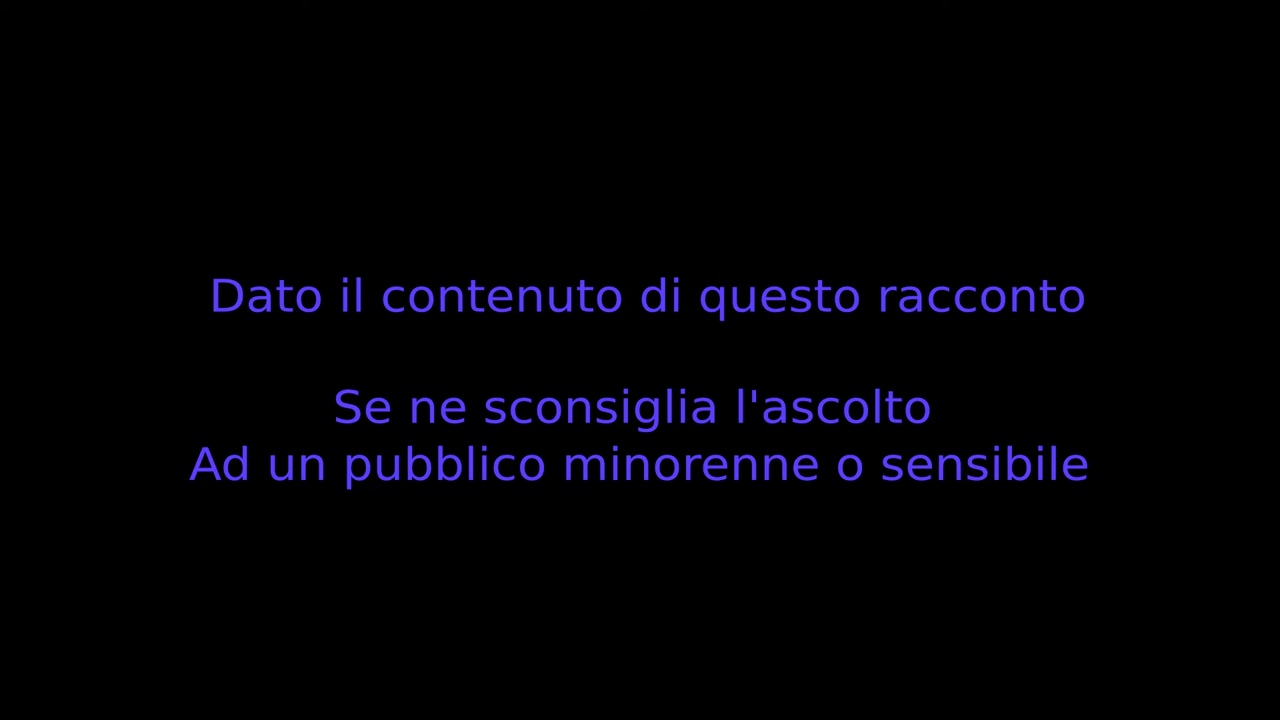 Dato il contenuto di questo racconto
Se ne sconsiglia l'ascolto
Ad un pubblico minorenne o sensibile